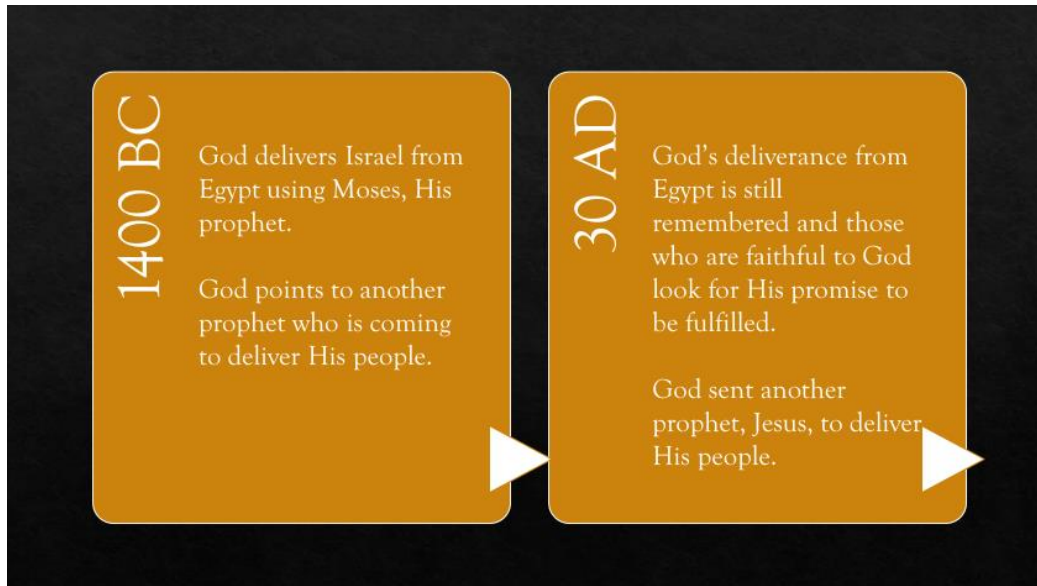 1400 BC
God delivers Israel from
Egypt using Moses, His
prophet.
God points to another
prophet who is coming
to deliver His people.
30 AD
God’s deliverance from
Egypt is still
remembered and those
who are faithful to God
look for His promise to
be fulfilled.
God sent another
prophet, Jesus, to deliver
His people.